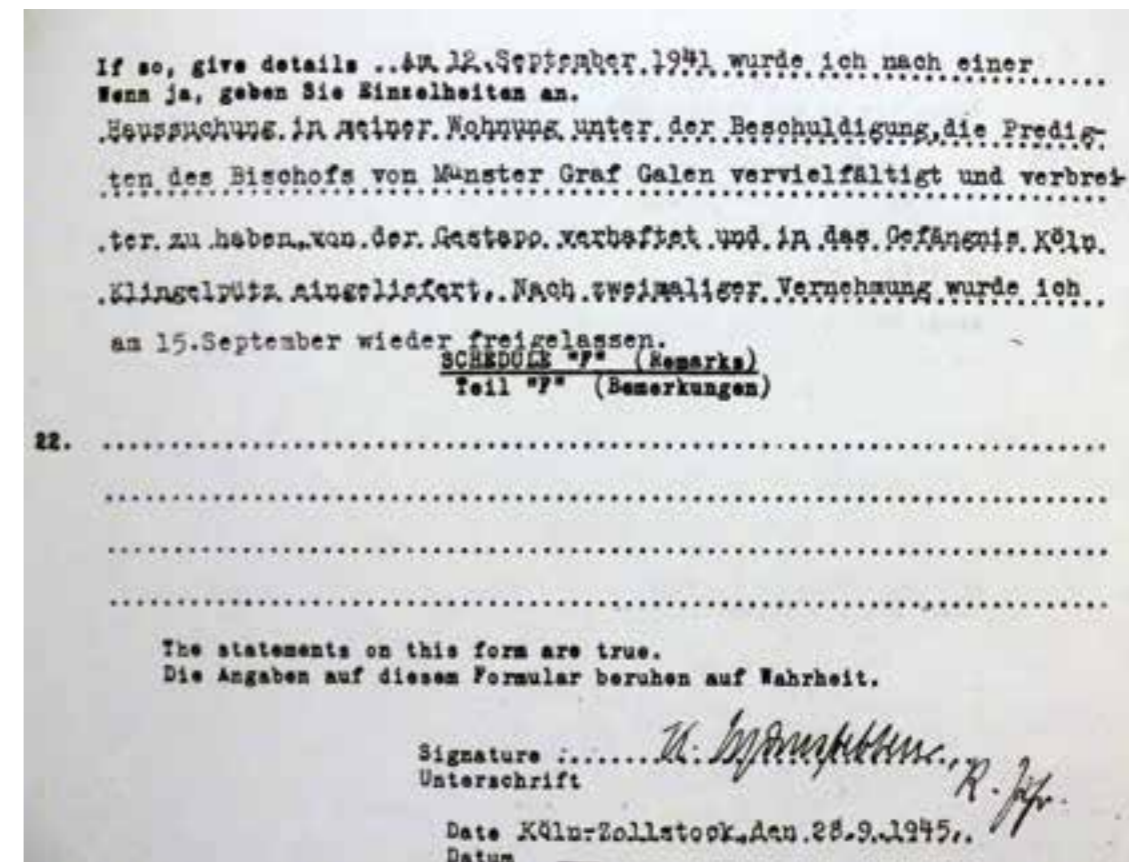 If so, give details ..Am 12.September 1941 wurde ich nach einer
Wenn ja, geben Sie Einzelheiten an.
Haussuchung in meiner Wohnung unter der Beschuldigung,die Predig-
ten des Bischofs von Münster Graf Galen vervielfältigt und verbrei-
ter zu haben, von der Gestapo verhaftet und in das Gefängnis Köln
Klingelpütz eingeliefert. Nach zweimaliger Vernehmung wurde ich
am 15.September wieder freigelassen.
SCHEDULE "F" (Remarks)
Teil "F" (Bemerkungen)
22.
The statements on this form are true.
Die Angaben auf diesem Formular beruhen auf Wahrheit.
Signature :.......
Unterschrift
Date Köln-Zollstock,den 28.9.1945.
Datum